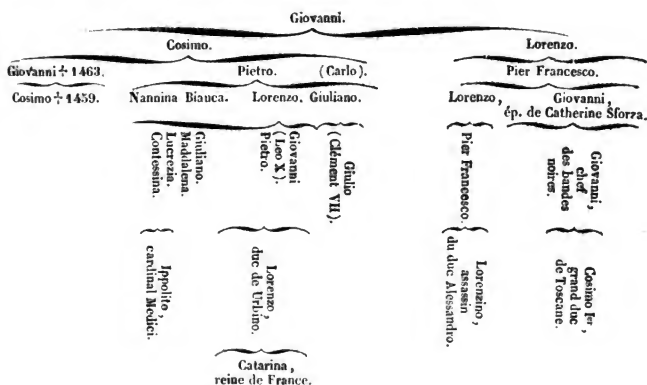 Giovanni.
Cosimo. Lorenzo.
Giovanni ÷ 1463. Pietro. (Carlo). Pier Francesco.
Cosimo ÷ 1459. Nannina Biauca. Lorenzo. Giuliano. Lorenzo, Giovanni,
ép. de Catherine Sforza.
Giuliano.
Maddalena.
Lucrezia.
Contessina.
Giovanni
(Leo X).
Pietro.
Giulio
(Clément VII).
Pier Francesco.
Giovanni,
chef
des bandes
noires.
Ippolito,
cardinal Medici.
Lorenzo,
duc de Urbino.
Lorenzino,
assassin
du duc Alessandro.
Cosimo Ier,
grand duc
de Toscane.
Catarina,
reine de France.